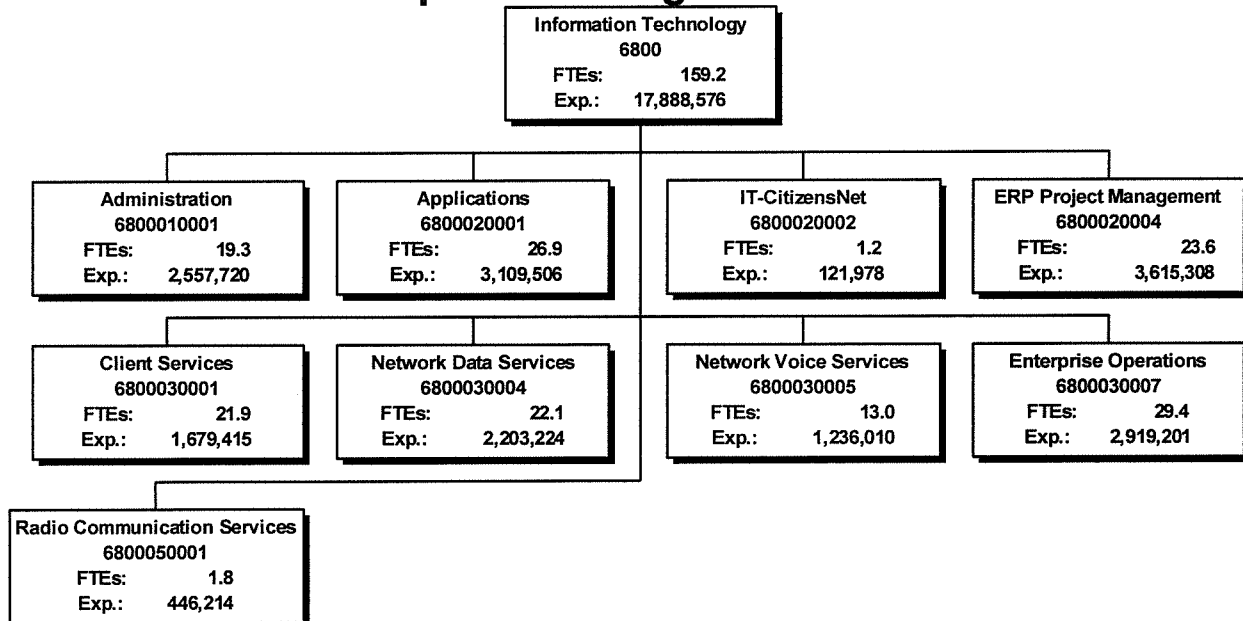 Information Technology
6800
FTEs: 159.2
Exp.: 17,888,576
Administration
6800010001
FTEs: 19.3
Exp.: 2,557,720
Applications
6800020001
FTEs: 26.9
Exp.: 3,109,506
IT-CitizensNet
6800020002
FTEs: 1.2
Exp.: 121,978
ERP Project Management
6800020004
FTEs: 23.6
Exp.: 3,615,308
Client Services
6800030001
FTEs: 21.9
Exp.: 1,679,415
Network Data Services
6800030004
FTEs: 22.1
Exp.: 2,203,224
Network Voice Services
6800030005
FTEs: 13.0
Exp.: 1,236,010
Enterprise Operations
6800030007
FTEs: 29.4
Exp.: 2,919,201
Radio Communication Services
6800050001
FTEs: 1.8
Exp.: 446,214